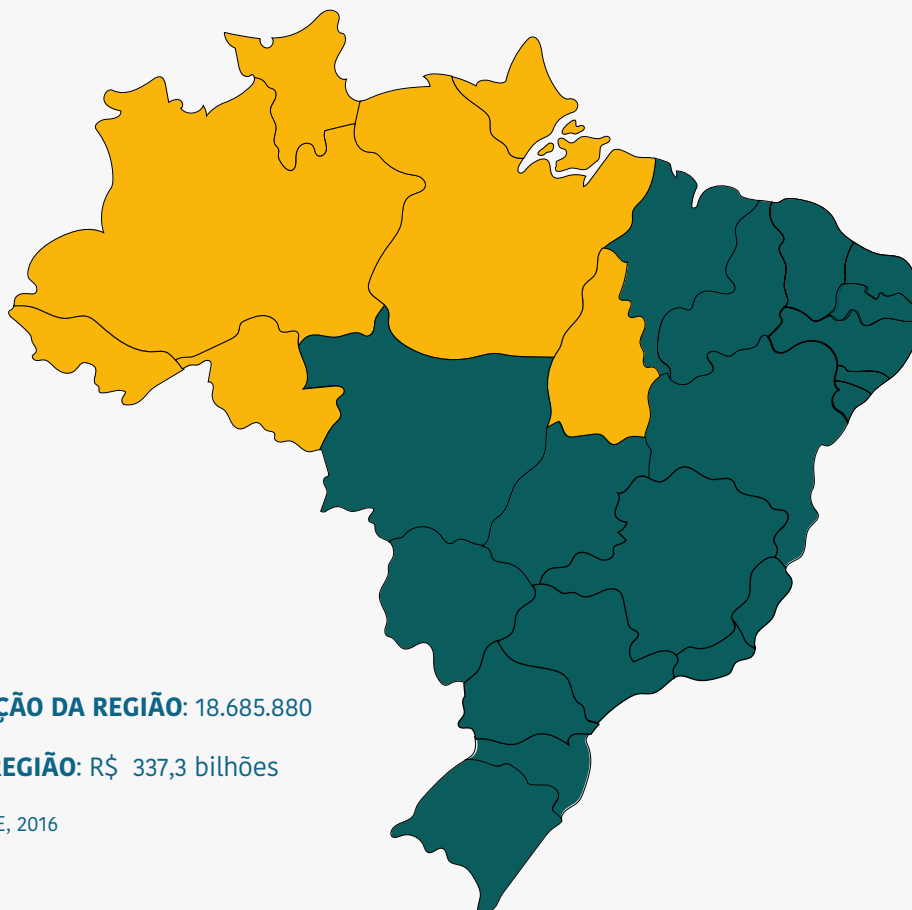 ÇÃO DA REGIÃO: 18.685.880
REGIÃO: R$ 337,3 bilhões
E, 2016